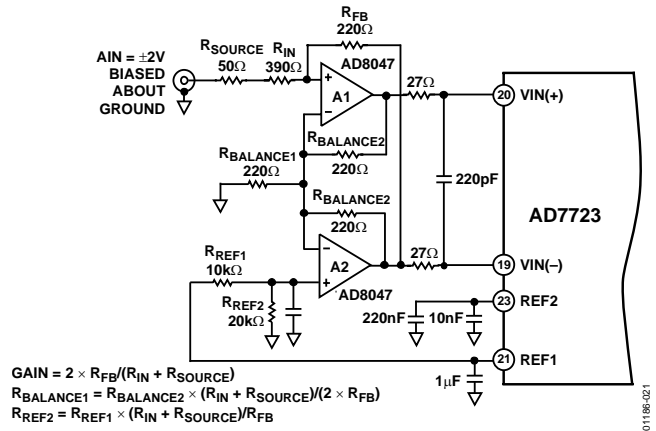 RFB
220Ω
AD8047
AIN = ±2V
BIASED
ABOUT
GROUND
RSOURCE
50Ω
RIN
390Ω
+
A1
−
27Ω
20
VIN(+)
RBALANCE2
220Ω
RBALANCE1
220Ω
220pF
AD7723
RBALANCE2
220Ω
−
A2
+
AD8047
27Ω
19
VIN(−)
RREF1
10kΩ
RREF2
20kΩ
23
REF2
220nF
10nF
21
REF1
1μF
GAIN = 2 × RFB/(RIN + RSOURCE)
RBALANCE1 = RBALANCE2 × (RIN + RSOURCE)/(2 × RFB)
RREF2 = RREF1 × (RIN + RSOURCE)/RFB
01186-021